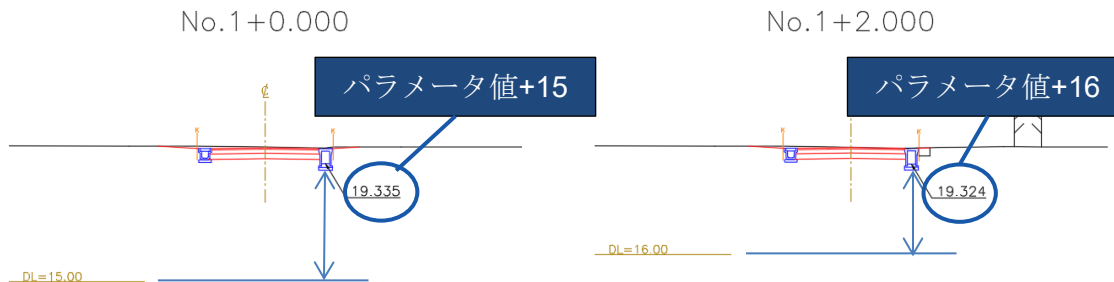 No.1+0.000
パラメータ値+15
℄
K
K
19.335
DL=15.00
No.1+2.000
パラメータ値+16
K
K
19.324
DL=16.00